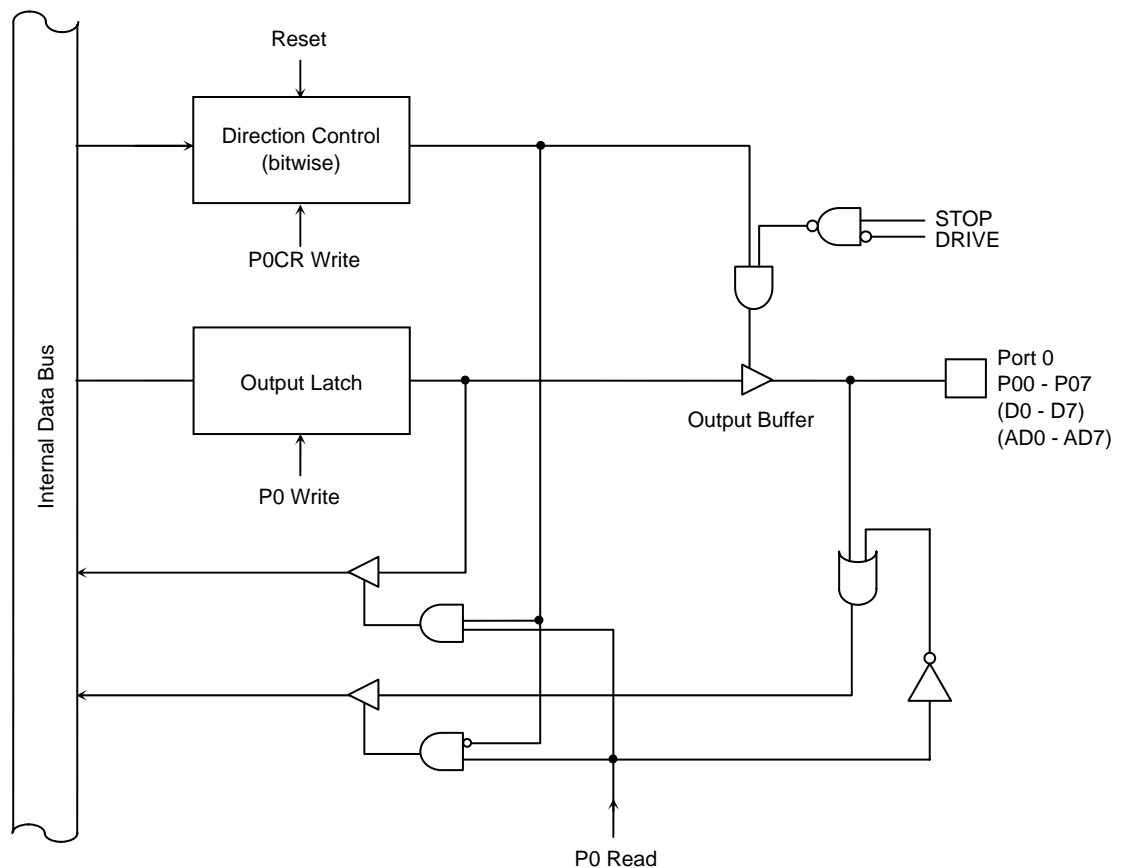 Reset
Direction Control
(bitwise)
STOP
DRIVE
P0CR Write
Internal Data Bus
Output Latch
Output Buffer
Port 0
P00 - P07
(D0 - D7)
(AD0 - AD7)
P0 Write
P0 Read